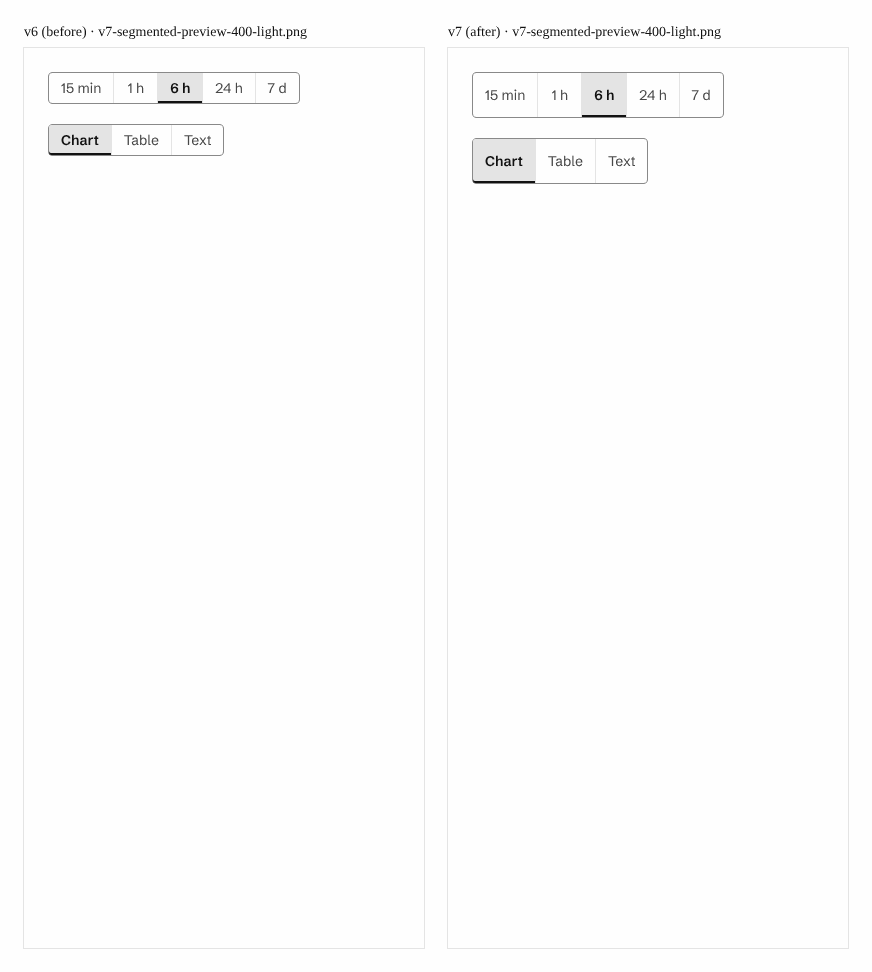 v6 (before) · v7-segmented-preview-400-light.png
15 min 1 h 6 h 24 h 7 d
Chart Table Text
v7 (after) · v7-segmented-preview-400-light.png
15 min 1 h 6 h 24 h 7 d
Chart Table Text